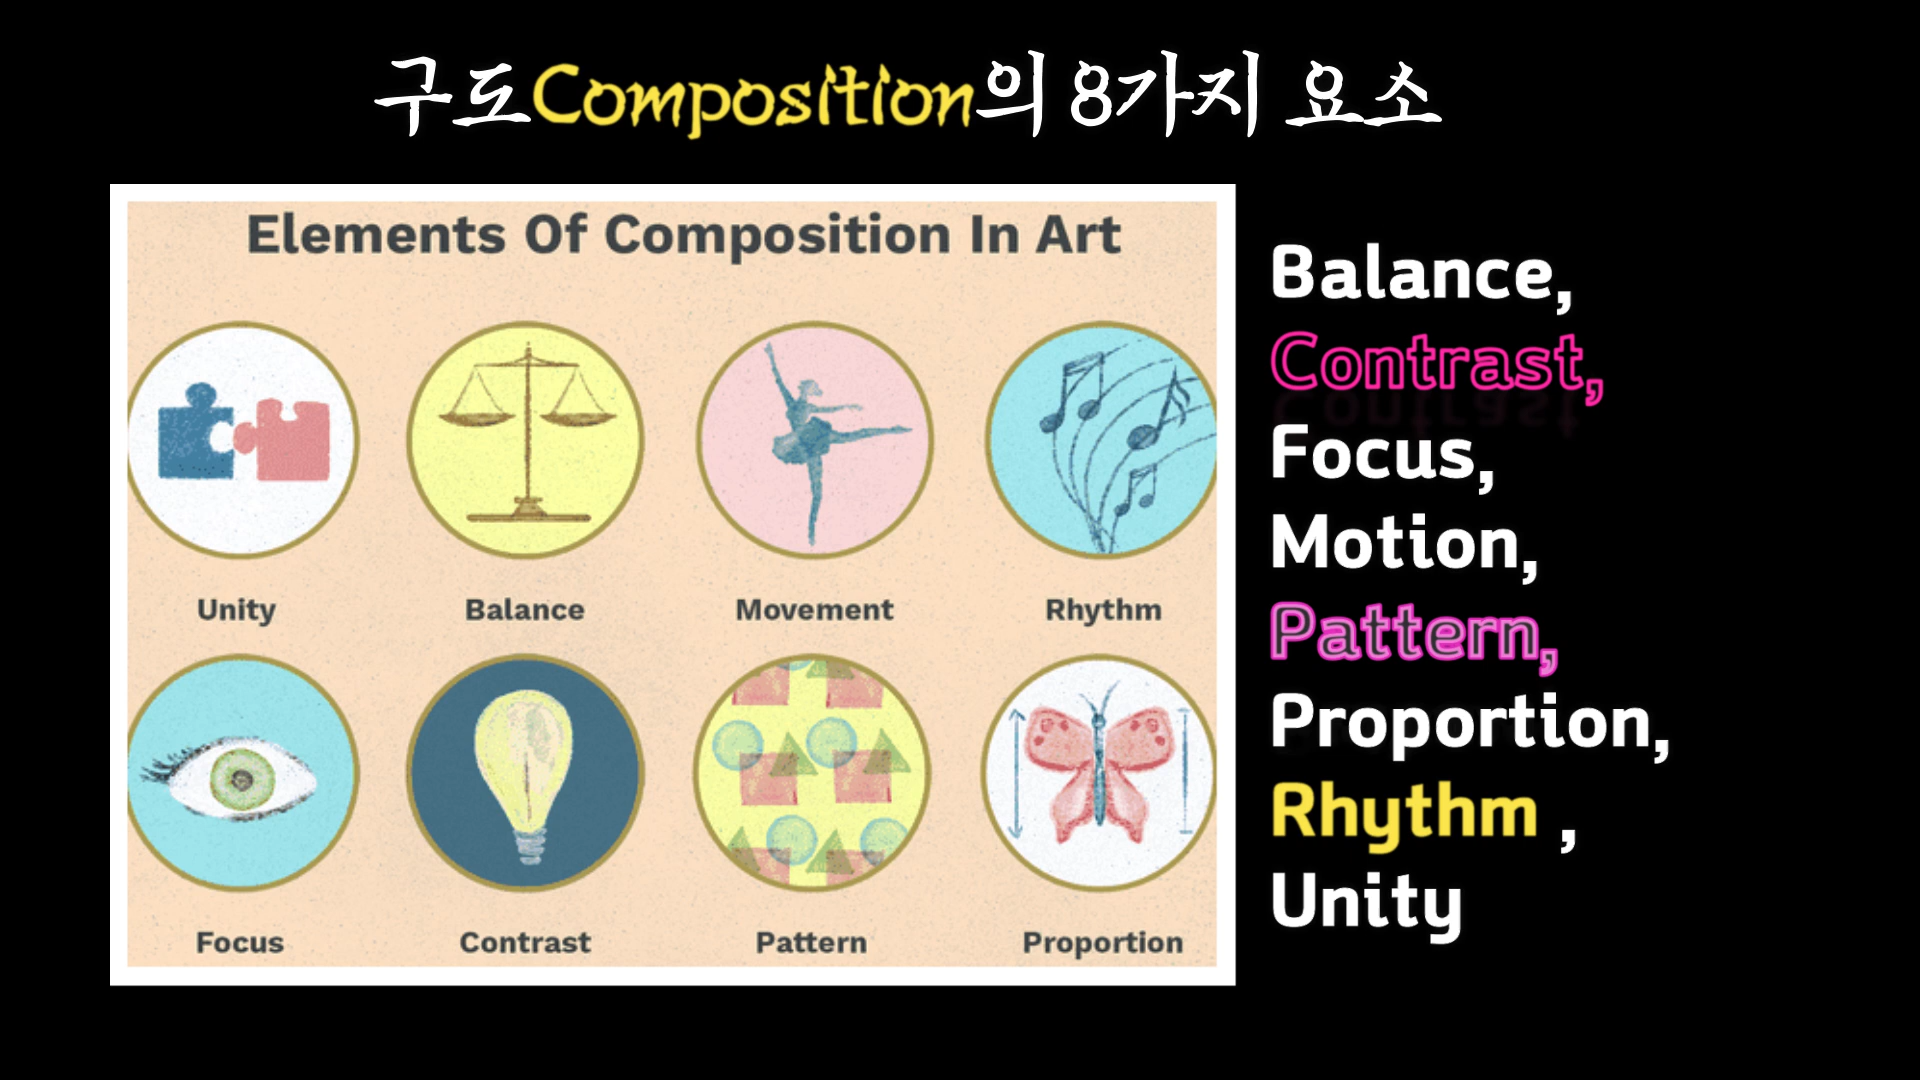 구도Composition의 8가지 요소
Elements Of Composition In Art
Unity
Balance
Movement
Rhythm
Focus
Contrast
Pattern
Proportion
Balance,
Contrast,
Focus,
Motion,
Pattern,
Proportion,
Rhythm ,
Unity